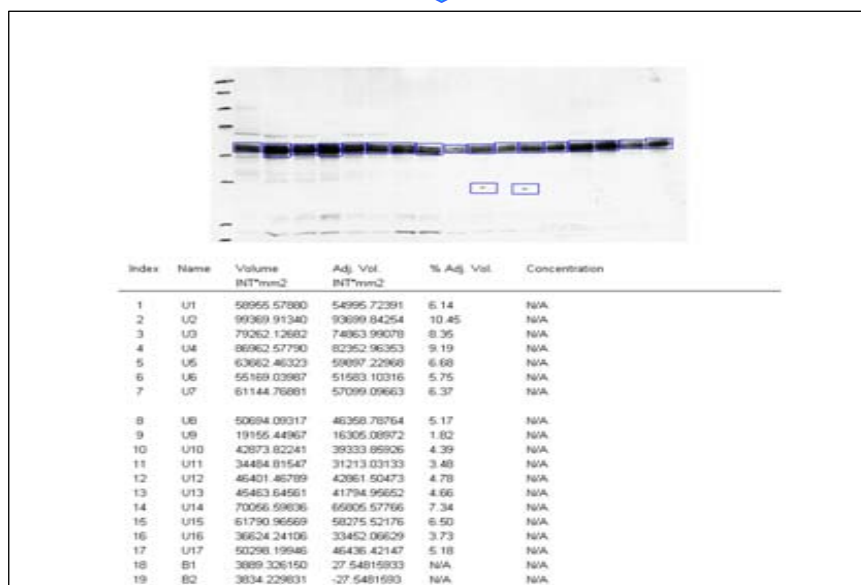 Index Name Volume Adj. Vol. % Adj. Vol. Concentration
INT*mm2 INT*mm2
1 U1 58955.57880 54995.72391 6.14 N/A
2 U2 99369.91340 93699.84254 10.45 N/A
3 U3 79262.12682 74863.99078 8.35 N/A
4 U4 86962.57790 82352.96353 9.19 N/A
5 U5 63662.46323 59897.22968 6.68 N/A
6 U6 55169.03987 51583.10316 5.75 N/A
7 U7 61144.76881 57099.09663 6.37 N/A
8 U8 50694.09317 46358.78764 5.17 N/A
9 U9 19155.44967 16305.08972 1.82 N/A
10 U10 42873.82241 39333.85926 4.39 N/A
11 U11 34484.81547 31213.03133 3.48 N/A
12 U12 46401.46789 42861.50473 4.78 N/A
13 U13 45463.64561 41794.95652 4.66 N/A
14 U14 70056.59836 65805.57766 7.34 N/A
15 U15 61790.96569 58275.52176 6.50 N/A
16 U16 36624.24106 33452.06629 3.73 N/A
17 U17 50298.19946 46436.42147 5.18 N/A
18 B1 3889.326150 27.54815933 N/A N/A
19 B2 3834.229831 -27.5481593 N/A N/A